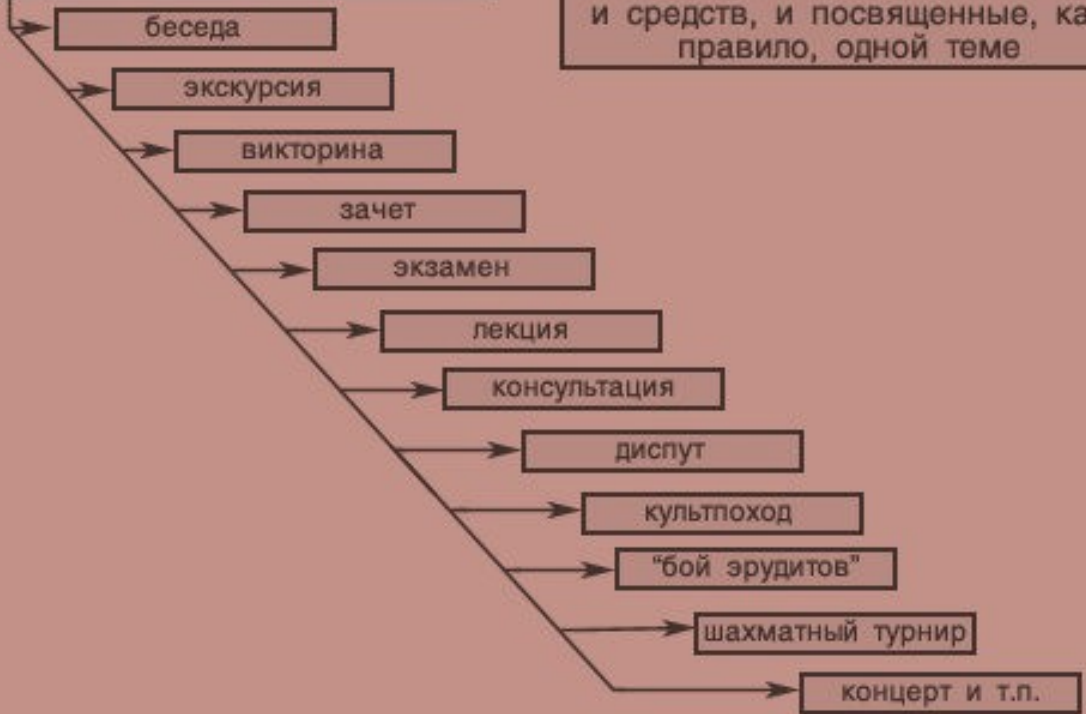 и средств, и посвященные, ка
правило, одной теме
беседа
экскурсия
викторина
зачет
экзамен
лекция
консультация
диспут
культпоход
“бой эрудитов”
шахматный турнир
концерт и т.п.